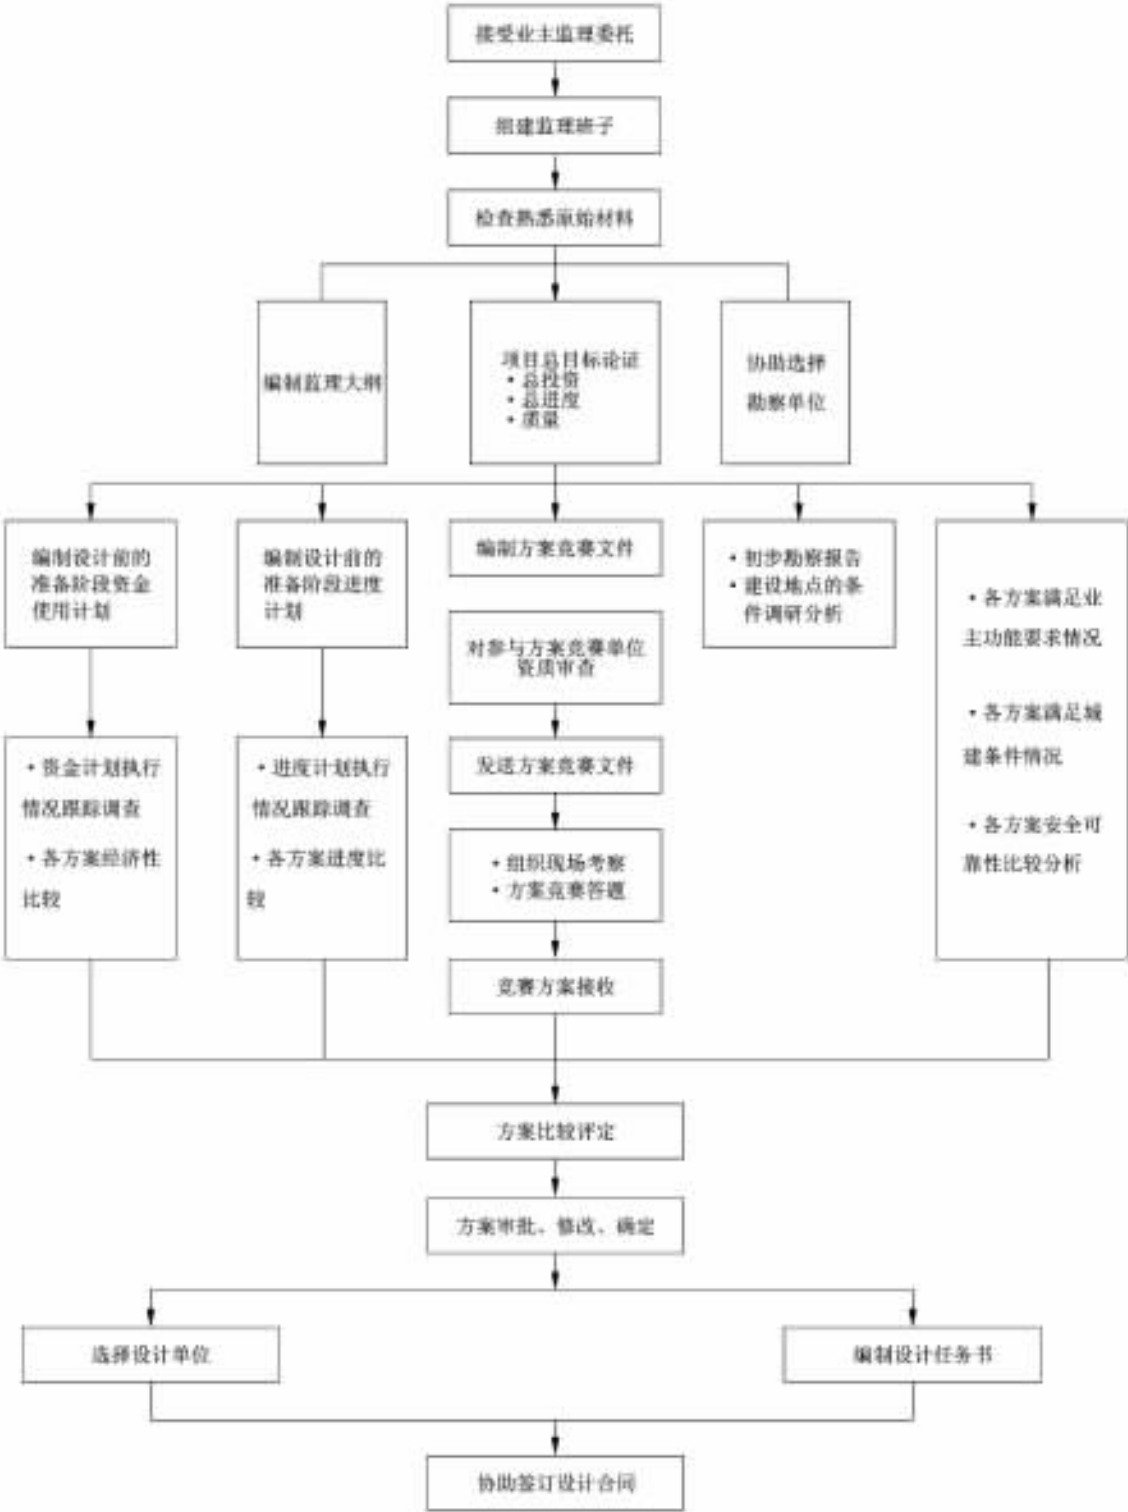 接受业主监理委托
组建监理班子
检查熟悉原始材料
编制监理大纲
项目总目标论证
·总投资
·总进度
·质量
协助选择
勘察单位
编制设计前的
准备阶段资金
使用计划
编制设计前的
准备阶段进度
计划
编制方案竞赛文件
·初步勘察报告
·建设地点的条
件调研分析
·各方案满足业
主功能要求情况
·各方案满足城
建条件情况
·各方案安全可
靠性比较分析
对参与方案竞赛单位
资质审查
·资金计划执行
情况跟踪调查
·各方案经济性
比较
·进度计划执行
情况跟踪调查
·各方案进度比
较
发送方案竞赛文件
·组织现场考察
·方案竞赛答题
竞赛方案接收
方案比较评定
方案审批、修改、确定
选择设计单位
编制设计任务书
协助签订设计合同